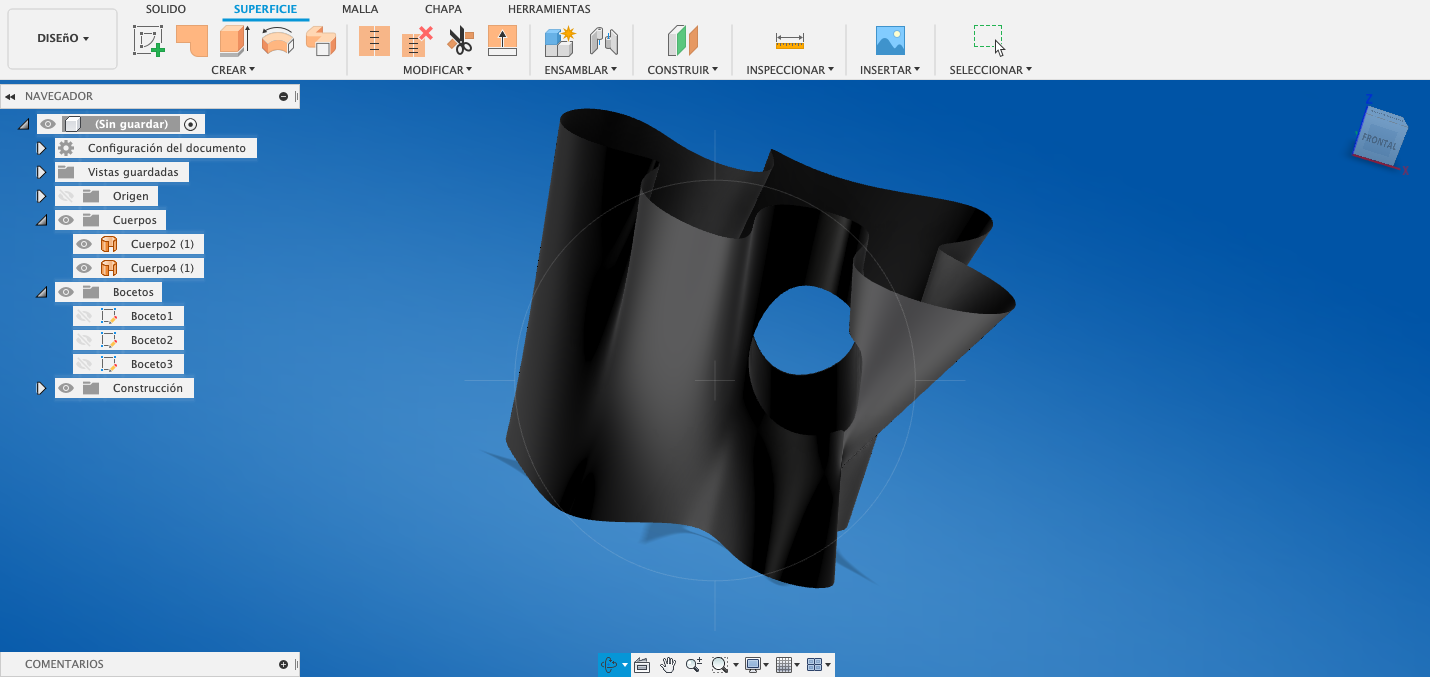 SOLIDO SUPERFICIE MALLA CHAPA HERRAMIENTAS
DISEñO
CREAR MODIFICAR ENSAMBLAR CONSTRUIR INSPECCIONAR INSERTAR SELECCIONAR
NAVEGADOR
(Sin guardar)
Configuración del documento
Vistas guardadas
Origen
Cuerpos
Cuerpo2 (1)
Cuerpo4 (1)
Bocetos
Boceto1
Boceto2
Boceto3
Construcción
Z
FRONTAL
X
COMENTARIOS